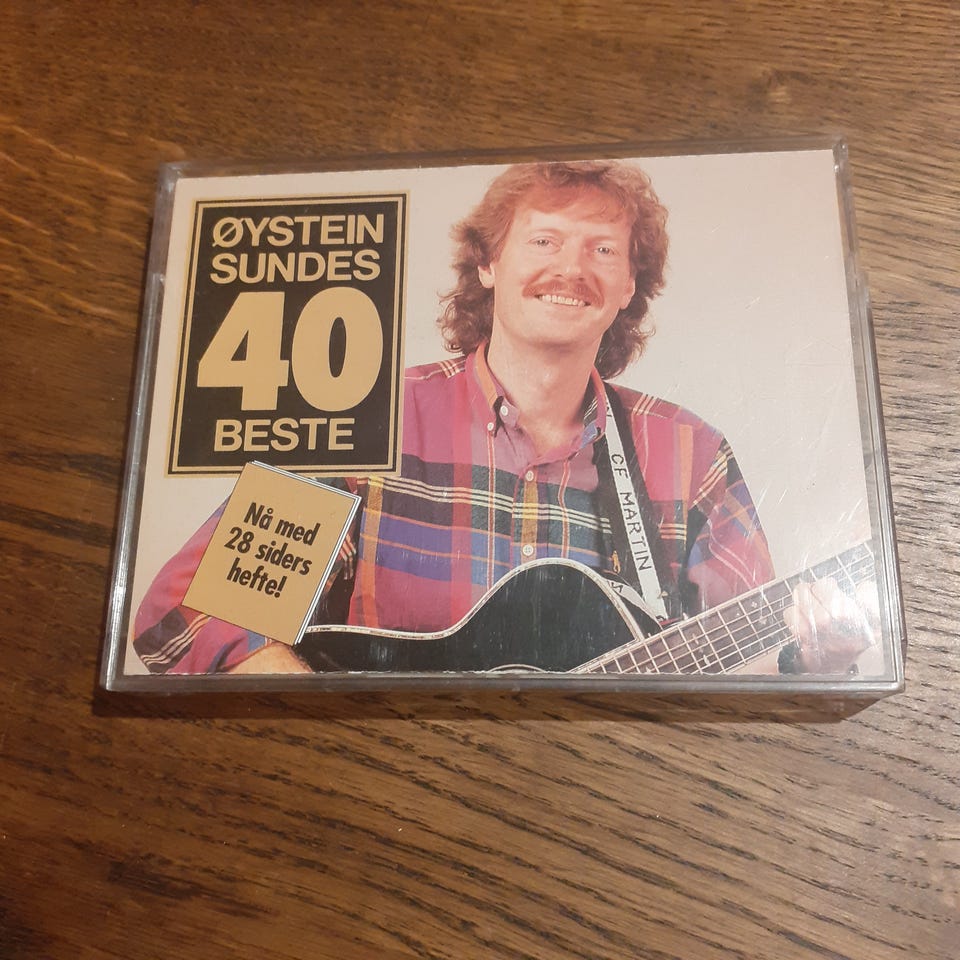 ØYSTEIN
SUNDES
40
BESTE
Nå med
28 siders
hefte!
CF MARTIN